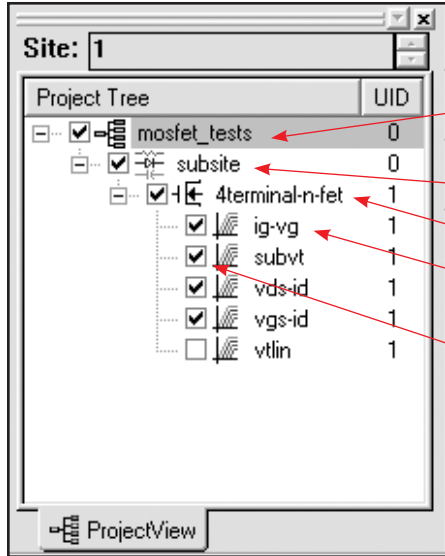 Site: 1
Project Tree UID
mosfet_tests 0
subsite 0
4terminal-n-fet 1
ig-vg 1
subvt 1
vds-id 1
vgs-id 1
vtlin 1
ProjectView